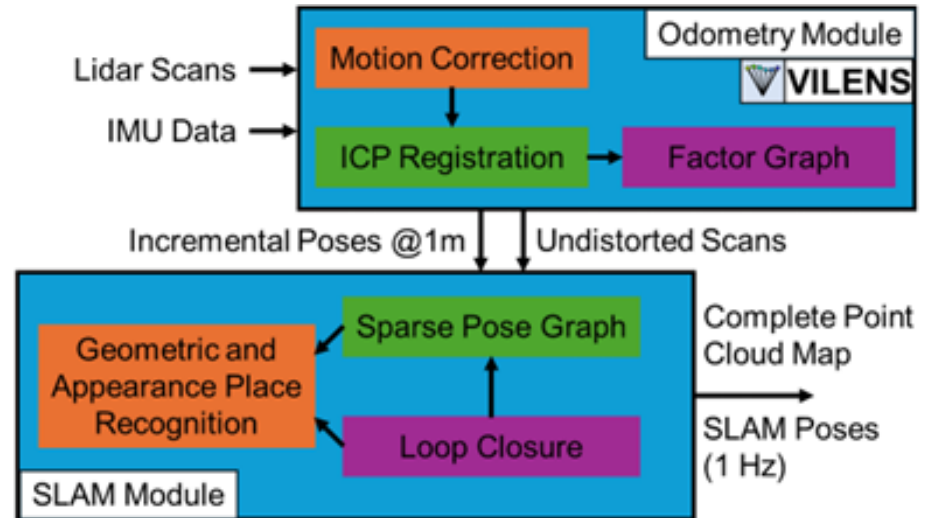 Odometry Module
VILENS
Lidar Scans
Motion Correction
IMU Data
ICP Registration
Factor Graph
Incremental Poses @1m
Undistorted Scans
Sparse Pose Graph
Geometric and
Appearance Place
Recognition
Loop Closure
SLAM Module
Complete Point
Cloud Map
SLAM Poses
(1 Hz)